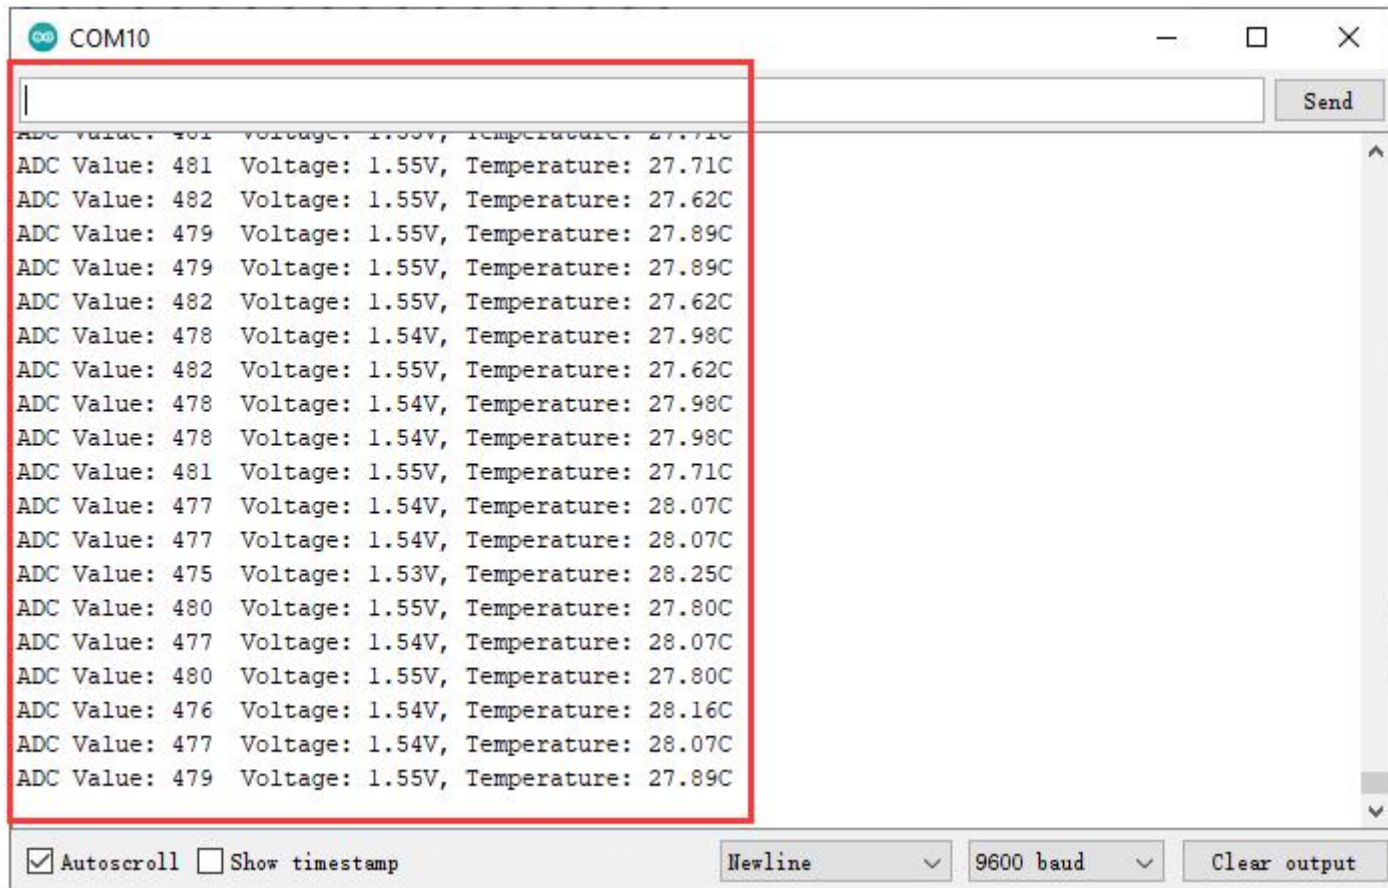 COM10
Send
ADC Value: 481  Voltage: 1.55V, Temperature: 27.71C
ADC Value: 481  Voltage: 1.55V, Temperature: 27.71C
ADC Value: 482  Voltage: 1.55V, Temperature: 27.62C
ADC Value: 479  Voltage: 1.55V, Temperature: 27.89C
ADC Value: 479  Voltage: 1.55V, Temperature: 27.89C
ADC Value: 482  Voltage: 1.55V, Temperature: 27.62C
ADC Value: 478  Voltage: 1.54V, Temperature: 27.98C
ADC Value: 482  Voltage: 1.55V, Temperature: 27.62C
ADC Value: 478  Voltage: 1.54V, Temperature: 27.98C
ADC Value: 478  Voltage: 1.54V, Temperature: 27.98C
ADC Value: 481  Voltage: 1.55V, Temperature: 27.71C
ADC Value: 477  Voltage: 1.54V, Temperature: 28.07C
ADC Value: 477  Voltage: 1.54V, Temperature: 28.07C
ADC Value: 475  Voltage: 1.53V, Temperature: 28.25C
ADC Value: 480  Voltage: 1.55V, Temperature: 27.80C
ADC Value: 477  Voltage: 1.54V, Temperature: 28.07C
ADC Value: 480  Voltage: 1.55V, Temperature: 27.80C
ADC Value: 476  Voltage: 1.54V, Temperature: 28.16C
ADC Value: 477  Voltage: 1.54V, Temperature: 28.07C
ADC Value: 479  Voltage: 1.55V, Temperature: 27.89C
Autoscroll Show timestamp Newline 9600 baud Clear output